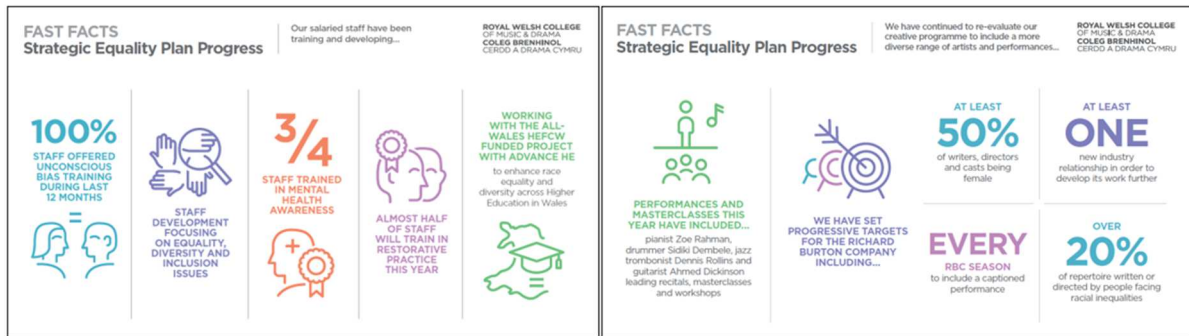 FAST FACTS
Strategic Equality Plan Progress
Our salaried staff have been
training and developing...
ROYAL WELSH COLLEGE
OF MUSIC & DRAMA
COLEG BRENHINOL
CERDD A DRAMA CYMRU
100%
STAFF OFFERED
UNCONSCIOUS
BIAS TRAINING
DURING LAST
12 MONTHS
STAFF
DEVELOPMENT
FOCUSING
ON EQUALITY,
DIVERSITY AND
INCLUSION
ISSUES
3/4
STAFF TRAINED
IN MENTAL
HEALTH
AWARENESS
ALMOST HALF
OF STAFF
WILL TRAIN IN
RESTORATIVE
PRACTICE
THIS YEAR
WORKING
WITH THE ALL-
WALES HEFCW
FUNDED PROJECT
WITH ADVANCE HE
to enhance race
equality and
diversity across Higher
Education in Wales
FAST FACTS
Strategic Equality Plan Progress
We have continued to re-evaluate our
creative programme to include a more
diverse range of artists and performances...
ROYAL WELSH COLLEGE
OF MUSIC & DRAMA
COLEG BRENHINOL
CERDD A DRAMA CYMRU
PERFORMANCES AND
MASTERCLASSES THIS
YEAR HAVE INCLUDED...
pianist Zoe Rahman,
drummer Sidiki Dembele, jazz
trombonist Dennis Rollins and
guitarist Ahmed Dickinson
leading recitals, masterclasses
and workshops
WE HAVE SET
PROGRESSIVE TARGETS
FOR THE RICHARD
BURTON COMPANY
INCLUDING...
AT LEAST
50%
of writers, directors
and casts being
female
AT LEAST
ONE
new industry
relationship in order to
develop its work further
EVERY
RBC SEASON
to include a captioned
performance
OVER
20%
of repertoire written or
directed by people facing
racial inequalities